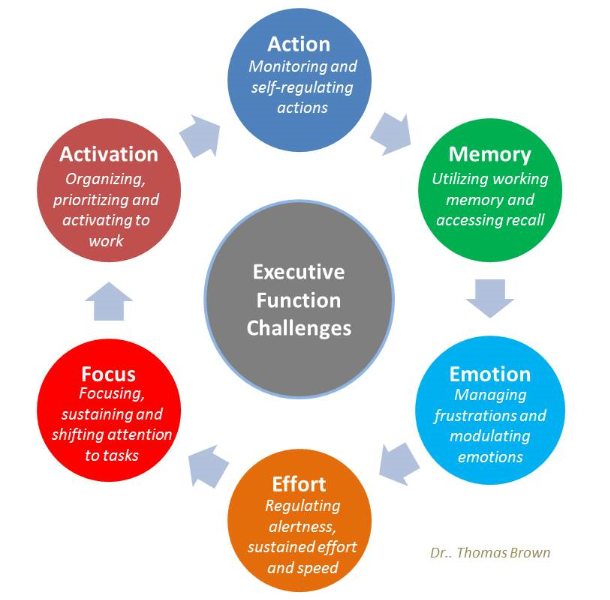 Action
Monitoring and
self-regulating
actions
Memory
Utilizing working
memory and
accessing recall
Emotion
Managing
frustrations and
modulating
emotions
Effort
Regulating
alertness,
sustained effort
and speed
Focus
Focusing,
sustaining and
shifting attention
to tasks
Activation
Organizing,
prioritizing and
activating to
work
Executive
Function
Challenges
Dr.. Thomas Brown